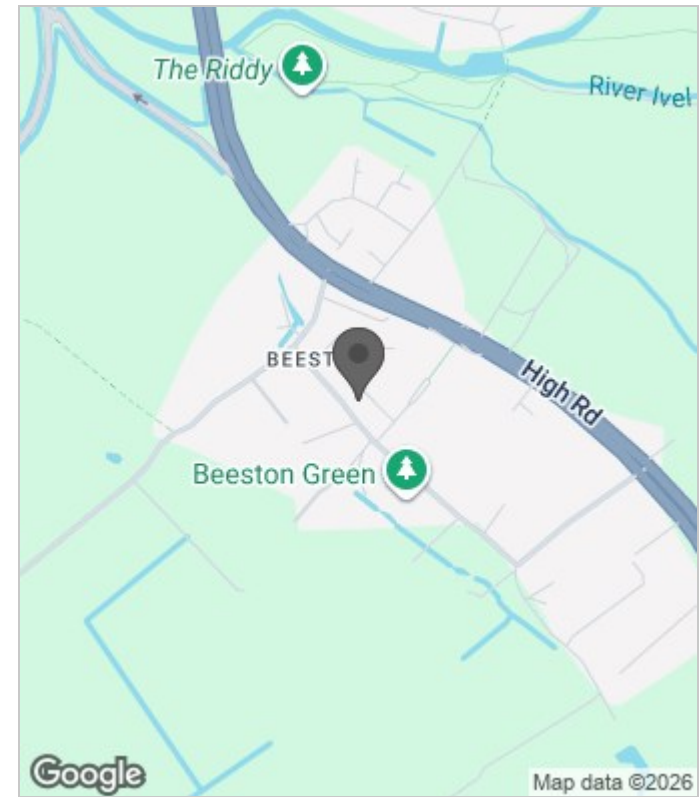 The Riddy
River Ivel
BEEST
High Rd
Beeston Green
Google
Map data ©2026